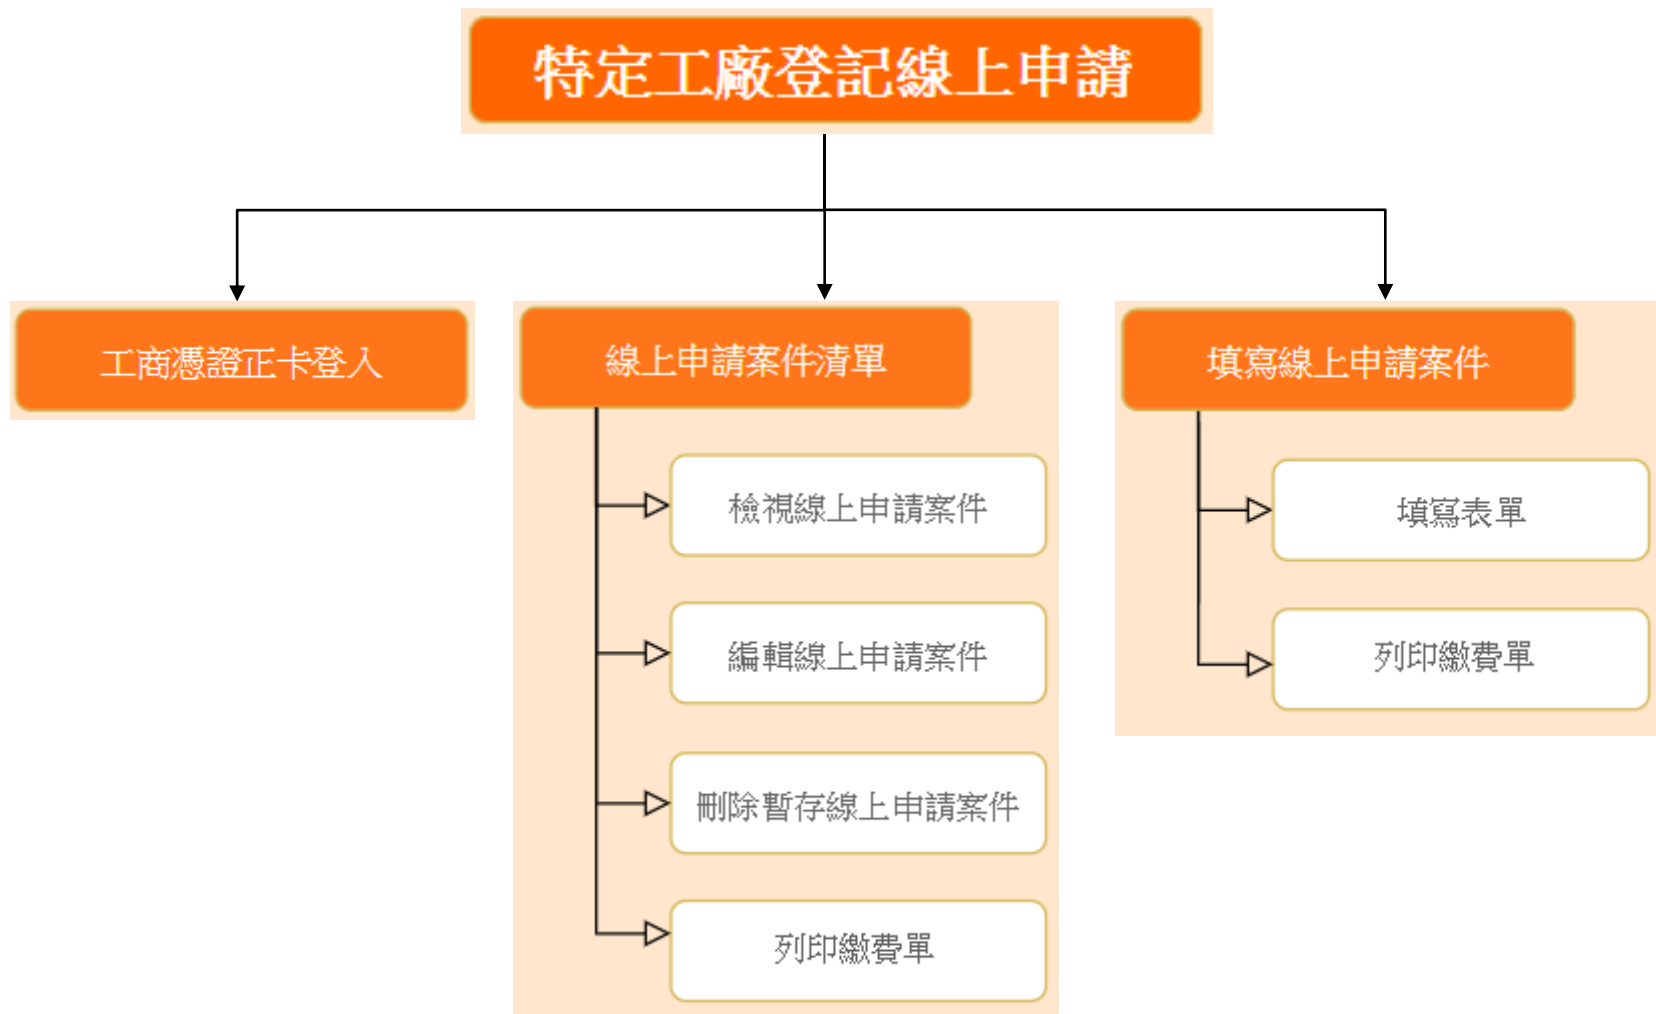 特定工廠登記線上申請
工商憑證正卡登入
線上申請案件清單
檢視線上申請案件
編輯線上申請案件
刪除暫存線上申請案件
列印繳費單
填寫線上申請案件
填寫表單
列印繳費單